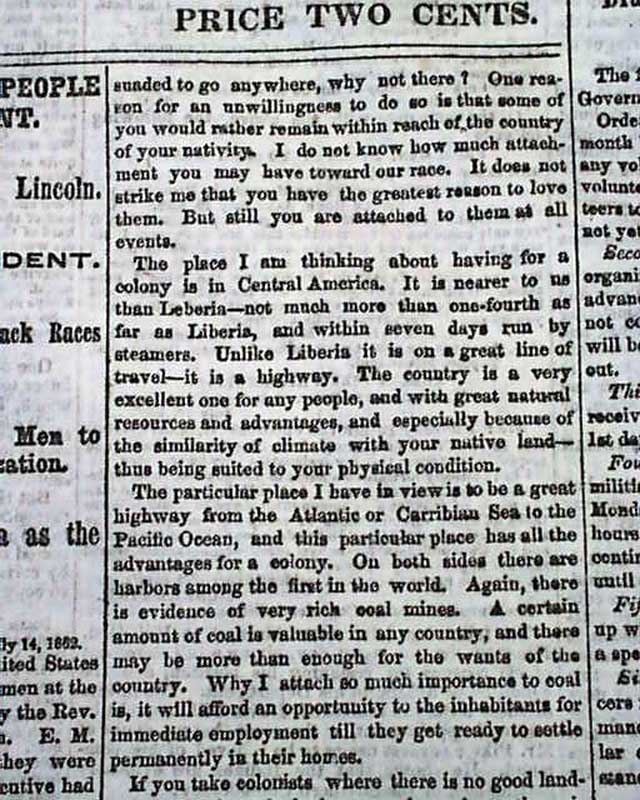 PRICE TWO CENTS.
PEOPLE
NT.
Lincoln.
DENT.
ack Races
Men to
zation.
a as the
ly 14, 1862.
ited States
men at the
y the Rev.
E. M.
they were
cutive had
suaded to go anywhere, why not there? One rea-
son for an unwillingness to do so is that some of
you would rather remain within reach of the country
of your nativity. I do not know how much attach-
ment you may have toward our race. It does not
strike me that you have the greatest reason to love
them. But still you are attached to them at all
events.
The place I am thinking about having for a
colony is in Central America. It is nearer to us
than Leberia—not much more than one-fourth as
far as Liberia, and within seven days run by
steamers. Unlike Liberia it is on a great line of
travel—it is a highway. The country is a very
excellent one for any people, and with great natural
resources and advantages, and especially because of
the similarity of climate with your native land—
thus being suited to your physical condition.
The particular place I have in view is to be a great
highway from the Atlantic or Carribian Sea to the
Pacific Ocean, and this particular place has all the
advantages for a colony. On both sides there are
harbors among the first in the world. Again, there
is evidence of very rich coal mines. A certain
amount of coal is valuable in any country, and there
may be more than enough for the wants of the
country. Why I attach so much importance to coal
is, it will afford an opportunity to the inhabitants for
immediate employment till they get ready to settle
permanently in their homes.
If you take colonists where there is no good land-
The f
Govern
Orde
month
any vo
volunte
teers to
not yet
Seco
organi
advan
not co
will be
out.
Thi
receiv
1st da
Fou
militi
Mond
hours
contin
until
Fif
up w
a spe
Si
cers
mand
lar
stand